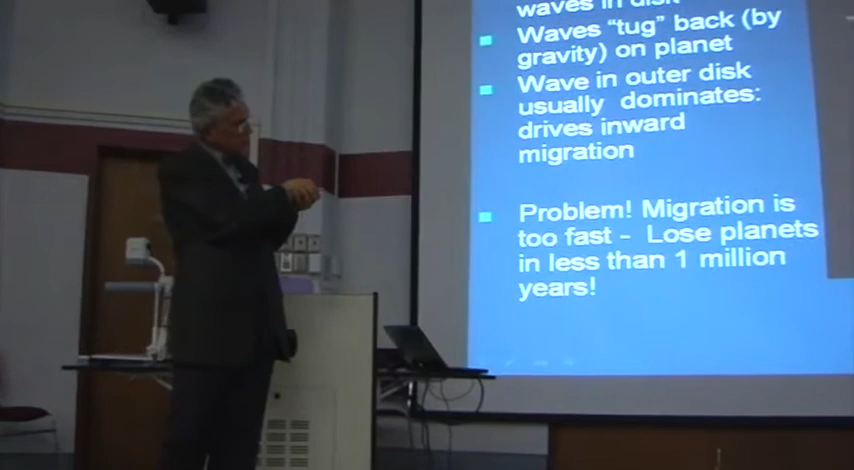 waves in disk
Waves "tug" back (by
gravity) on planet
Wave in outer disk
usually dominates:
drives inward
migration
Problem! Migration is
too fast - Lose planets
in less than 1 million
years!